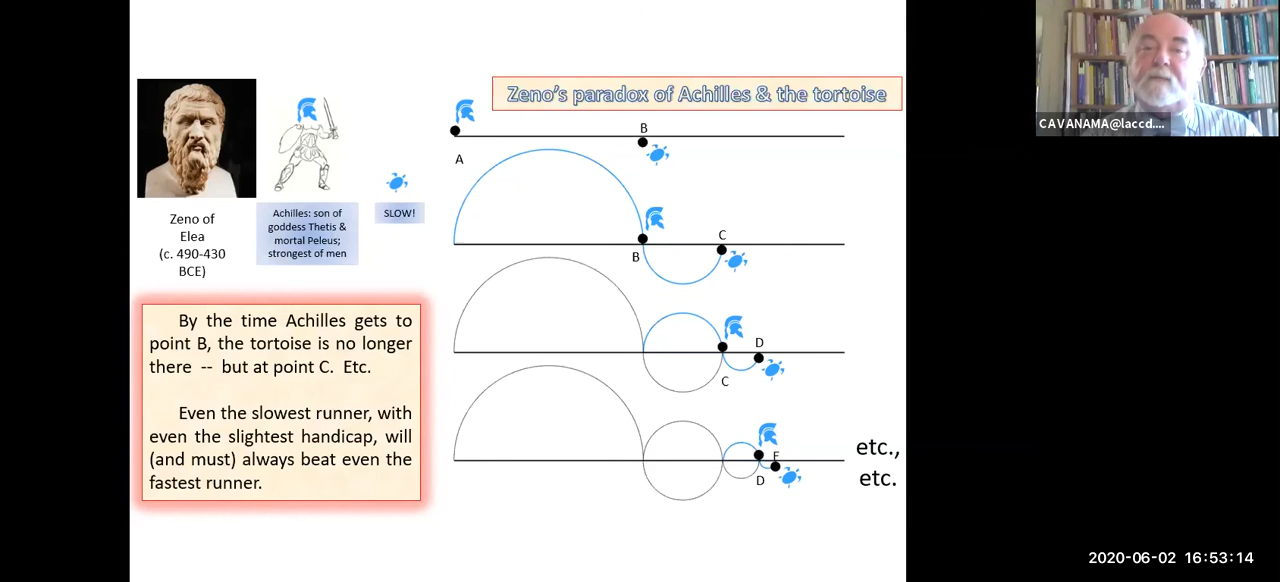 Zeno's paradox of Achilles & the tortoise
CAVANAMA@laccd....
Zeno of
Elea
(c. 490-430
BCE)
Achilles: son of
goddess Thetis &
mortal Peleus;
strongest of men
SLOW!
A
B
B
C
C
D
D
E
etc.,
etc.
By the time Achilles gets to
point B, the tortoise is no longer
there -- but at point C. Etc.
Even the slowest runner, with
even the slightest handicap, will
(and must) always beat even the
fastest runner.
2020-06-02 16:53:14